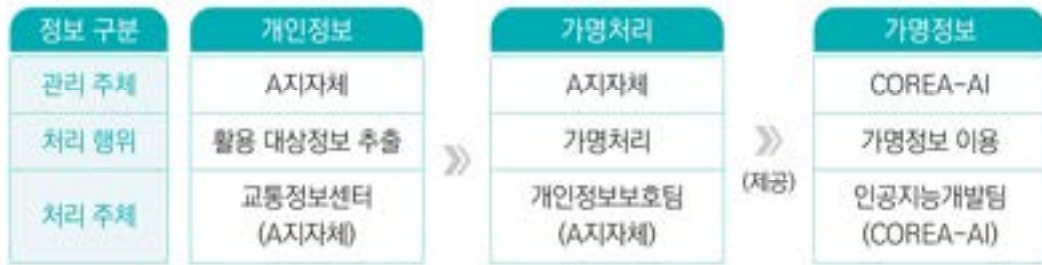 정보 구분 개인정보 가명처리 가명정보
관리 주체 A지자체 A지자체 COREA-AI
처리 행위 활용 대상정보 추출 가명처리 가명정보 이용
(제공)
처리 주체 교통정보센터 개인정보보호팀 인공지능개발팀
(A지자체) (A지자체) (COREA-AI)